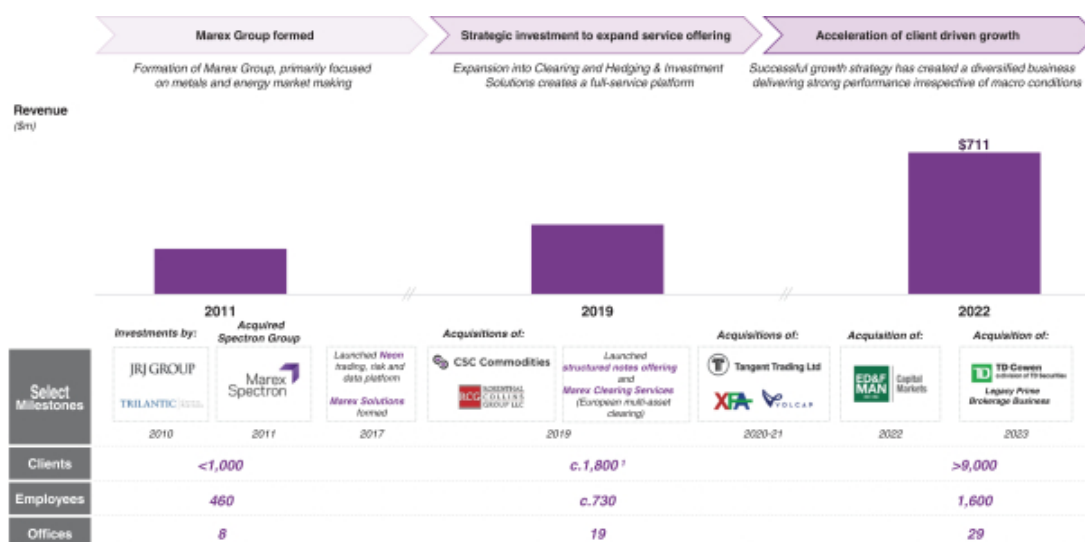 Marex Group formed
Strategic investment to expand service offering
Acceleration of client driven growth
Formation of Marex Group, primarily focused
on metals and energy market making
Expansion into Clearing and Hedging & Investment
Solutions creates a full-service platform
Successful growth strategy has created a diversified business
delivering strong performance irrespective of macro conditions
Revenue
($m)
$711
2011
2019
2022
Select
Milestones
Investments by:
JRJ GROUP
TRILANTIC
2010
Acquired
Spectron Group
Marex
Spectron
2011
Launched Neon
trading, risk and
data platform
Marex Solutions
formed
2017
Acquisitions of:
CSC Commodities
RCG
ROSENTHAL
COLLINS
GROUP LLC
Launched
structured notes offering
and
Marex Clearing Services
(European multi-asset
clearing)
2019
Acquisitions of:
Tangent Trading Ltd
XFA
VOLCAP
2020-21
Acquisition of:
ED&F
MAN
Capital
Markets
2022
Acquisition of:
TD Cowen
a division of TD Securities
Legacy Prime
Brokerage Business
2023
Clients
<1,000
c.1,800 1
>9,000
Employees
460
c.730
1,600
Offices
8
19
29